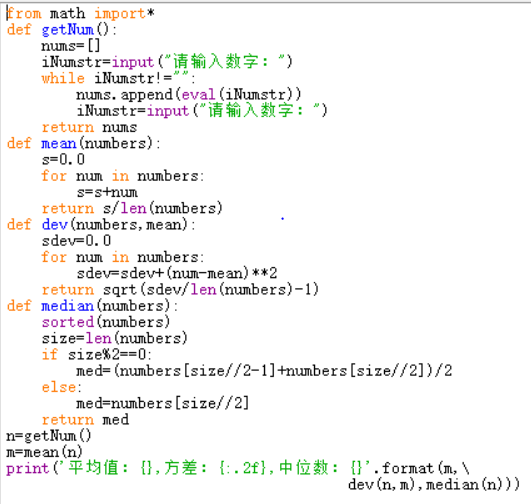 from math import*
def getNum():
    nums=[]
    iNumstr=input("请输入数字：")
    while iNumstr!="":
        nums.append(eval(iNumstr))
        iNumstr=input("请输入数字：")
    return nums
def mean(numbers):
    s=0.0
    for num in numbers:
        s=s+num
    return s/len(numbers)
def dev(numbers,mean):
    sdev=0.0
    for num in numbers:
        sdev=sdev+(num-mean)**2
    return sqrt(sdev/len(numbers)-1)
def median(numbers):
    sorted(numbers)
    size=len(numbers)
    if size%2==0:
        med=(numbers[size//2-1]+numbers[size//2])/2
    else:
        med=numbers[size//2]
    return med
n=getNum()
m=mean(n)
print('平均值：{},方差：{:.2f},中位数：{}'.format(m,\
                                        dev(n,m),median(n)))